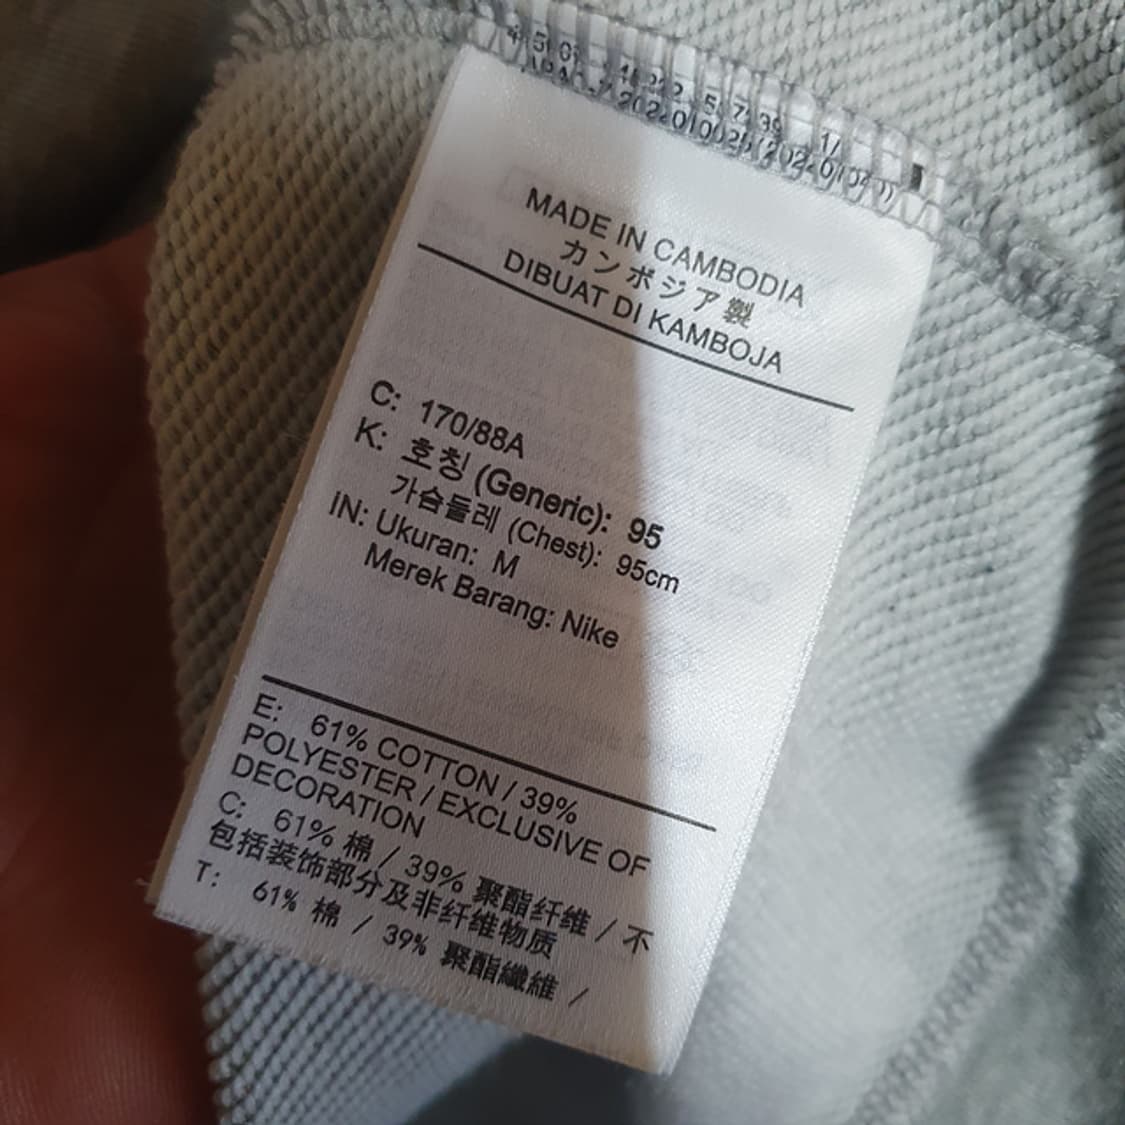 MADE IN CAMBODIA
カンボジア製
DIBUAT DI KAMBOJA
C: 170/88A
K: 호칭 (Generic): 95
가슴둘레 (Chest): 95cm
IN: Ukuran: M
Merek Barang: Nike
E: 61% COTTON / 39%
POLYESTER / EXCLUSIVE OF
DECORATION
C: 61% 棉 / 39% 聚酯纤维 / 不
包括装饰部分及非纤维物质
T: 61% 棉 / 39% 聚酯纖維 /